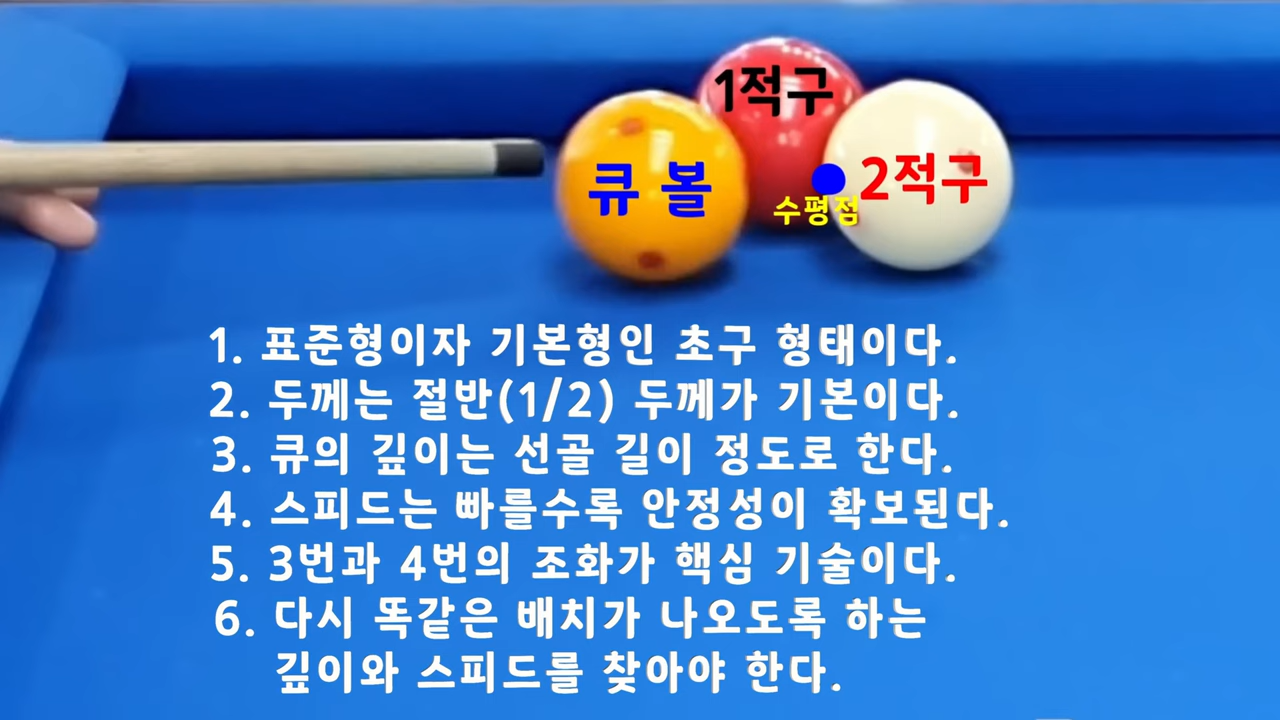 1적구
큐 볼
2적구
수평점
1. 표준형이자 기본형인 초구 형태이다.
2. 두께는 절반(1/2) 두께가 기본이다.
3. 큐의 깊이는 선골 길이 정도로 한다.
4. 스피드는 빠를수록 안정성이 확보된다.
5. 3번과 4번의 조화가 핵심 기술이다.
6. 다시 똑같은 배치가 나오도록 하는
깊이와 스피드를 찾아야 한다.